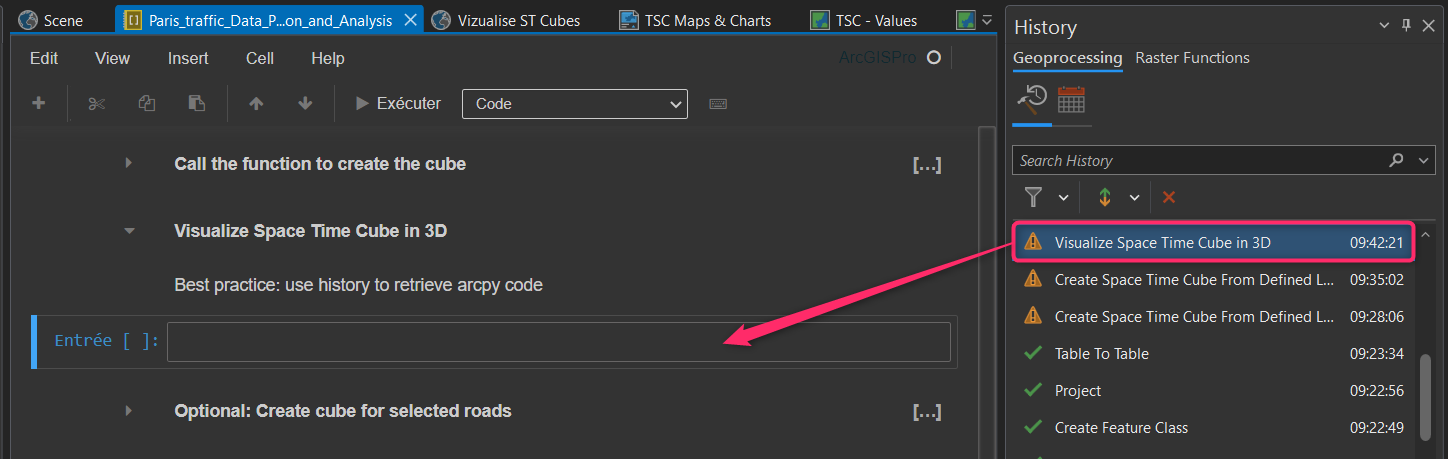 Scene
Paris_traffic_Data_P...on_and_Analysis
Vizualise ST Cubes
TSC Maps & Charts
TSC - Values
Edit View Insert Cell Help
ArcGISPro
Exécuter
Code
Call the function to create the cube
[...]
Visualize Space Time Cube in 3D
Best practice: use history to retrieve arcpy code
Entrée [ ]:
Optional: Create cube for selected roads
[...]
History
Geoprocessing Raster Functions
Search History
Visualize Space Time Cube in 3D 09:42:21
Create Space Time Cube From Defined L... 09:35:02
Create Space Time Cube From Defined L... 09:28:06
Table To Table 09:23:34
Project 09:22:56
Create Feature Class 09:22:49